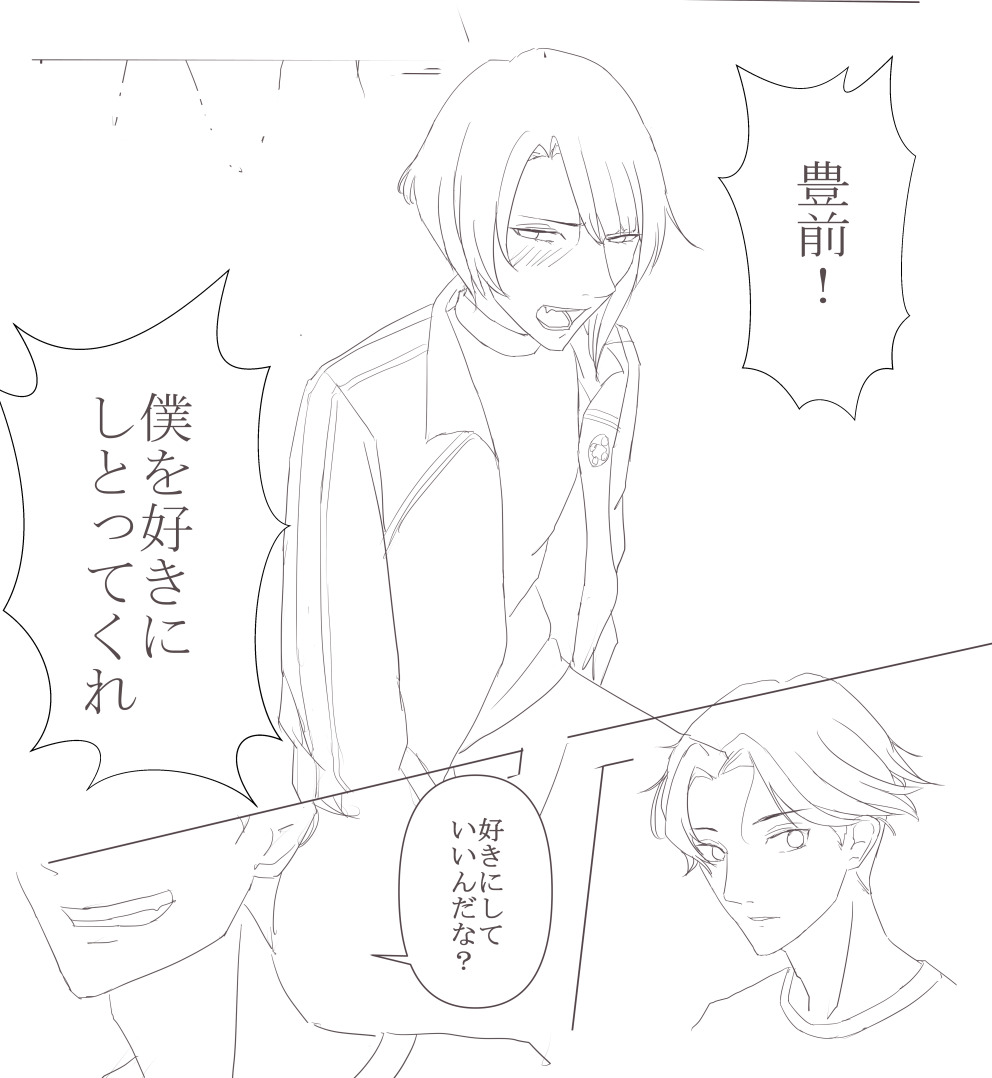 豊前！
僕を好きに
しとってくれ
好きにして
いいんだな？